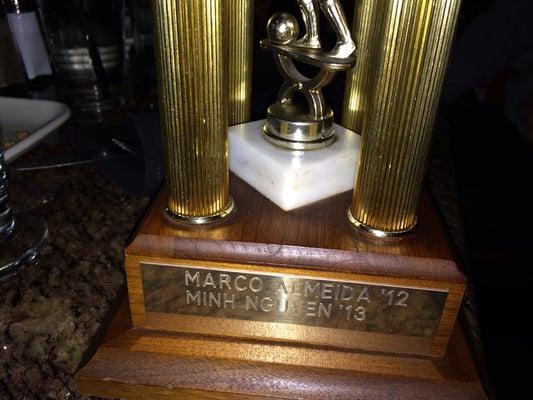 MARCO ALMEIDA '12
MINH NGUYEN '13